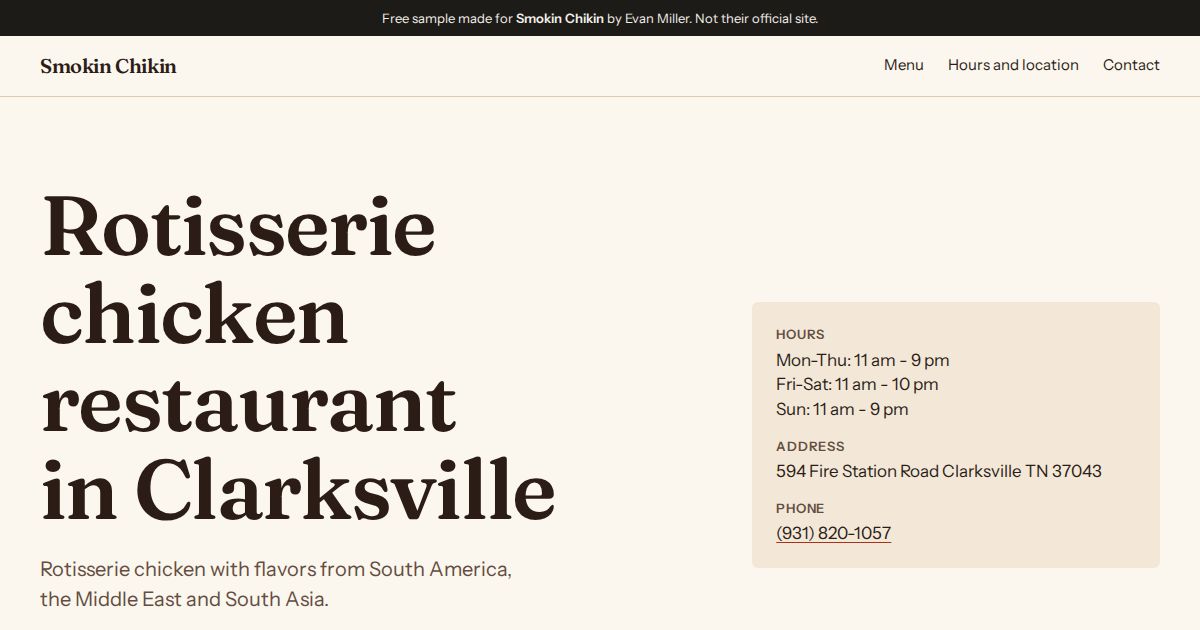 Free sample made for Smokin Chikin by Evan Miller. Not their official site.
Smokin Chikin
Menu
Hours and location
Contact
Rotisserie
chicken
restaurant
in Clarksville
Rotisserie chicken with flavors from South America,
the Middle East and South Asia.
HOURS
Mon-Thu: 11 am - 9 pm
Fri-Sat: 11 am - 10 pm
Sun: 11 am - 9 pm
ADDRESS
594 Fire Station Road Clarksville TN 37043
PHONE
(931) 820-1057